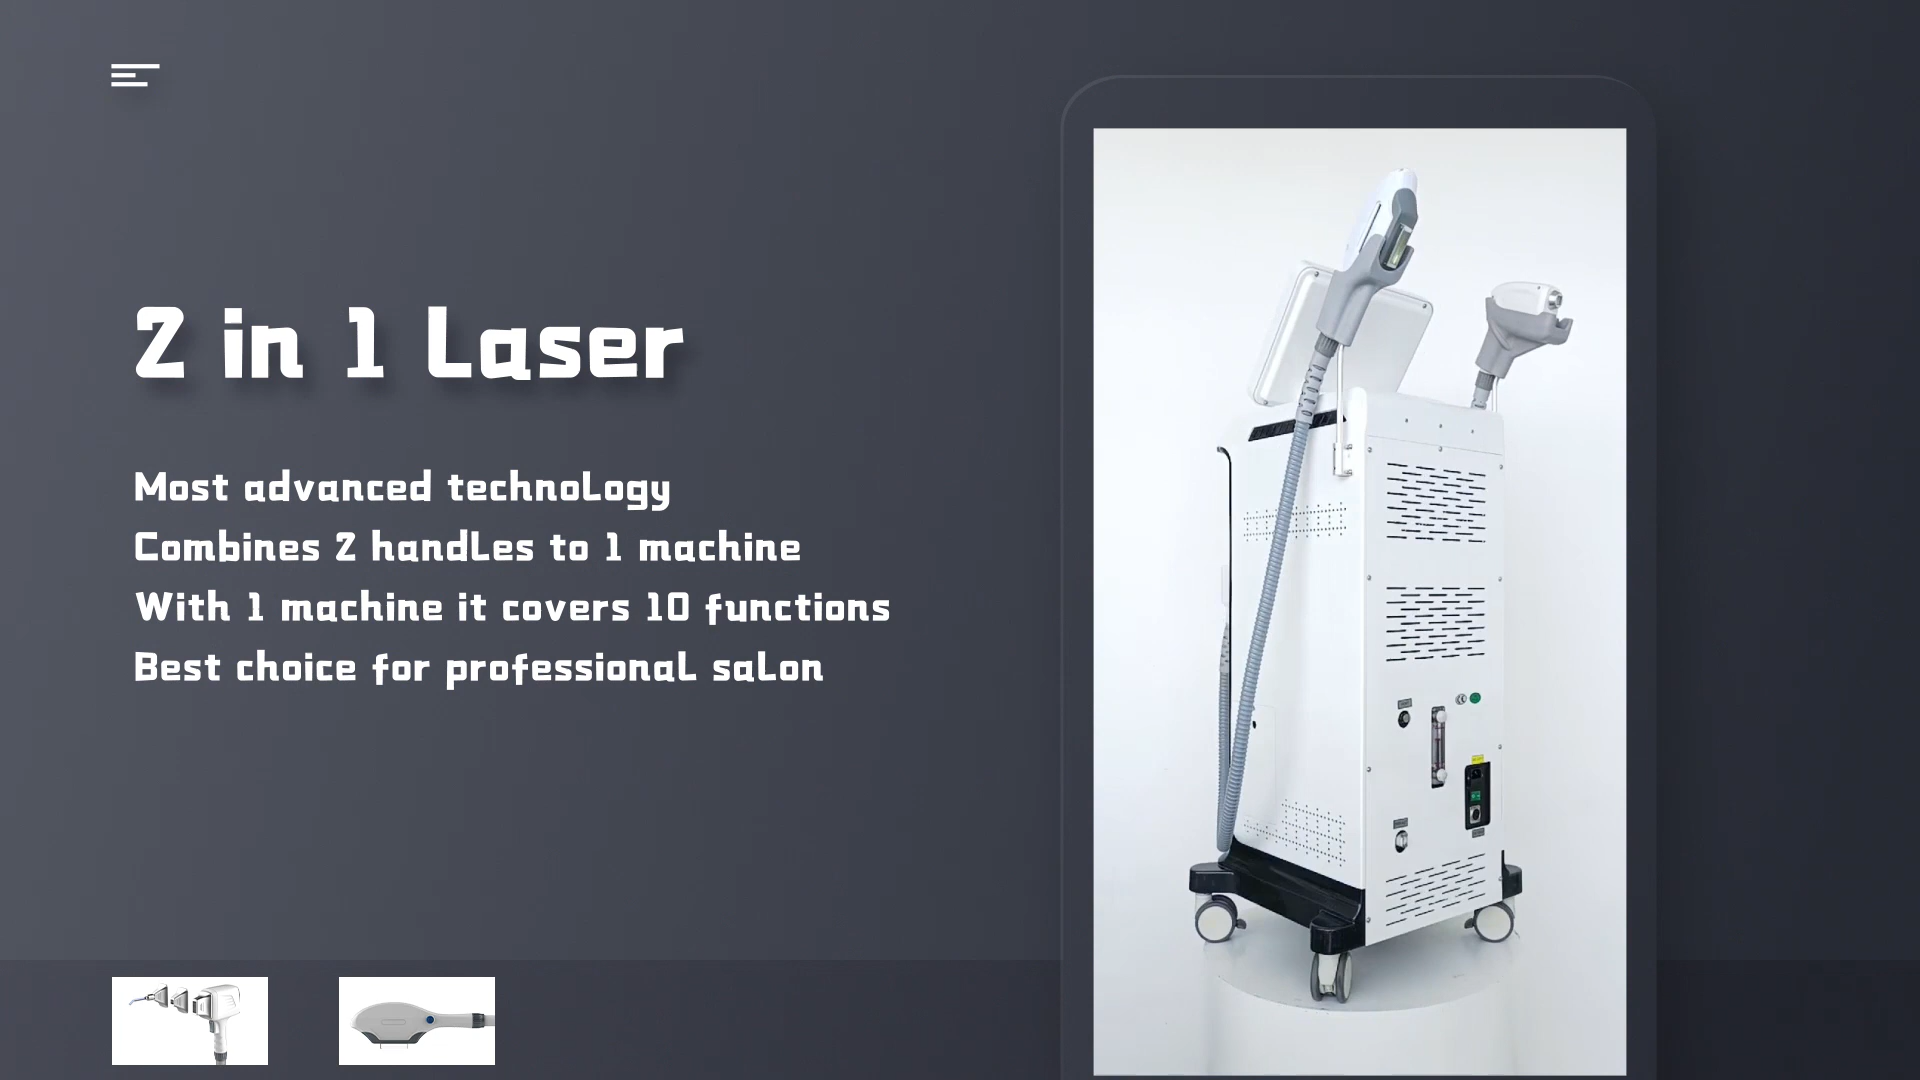 2 in 1 Laser
Most advanced technology
Combines 2 handles to 1 machine
With 1 machine it covers 10 functions
Best choice for professional salon